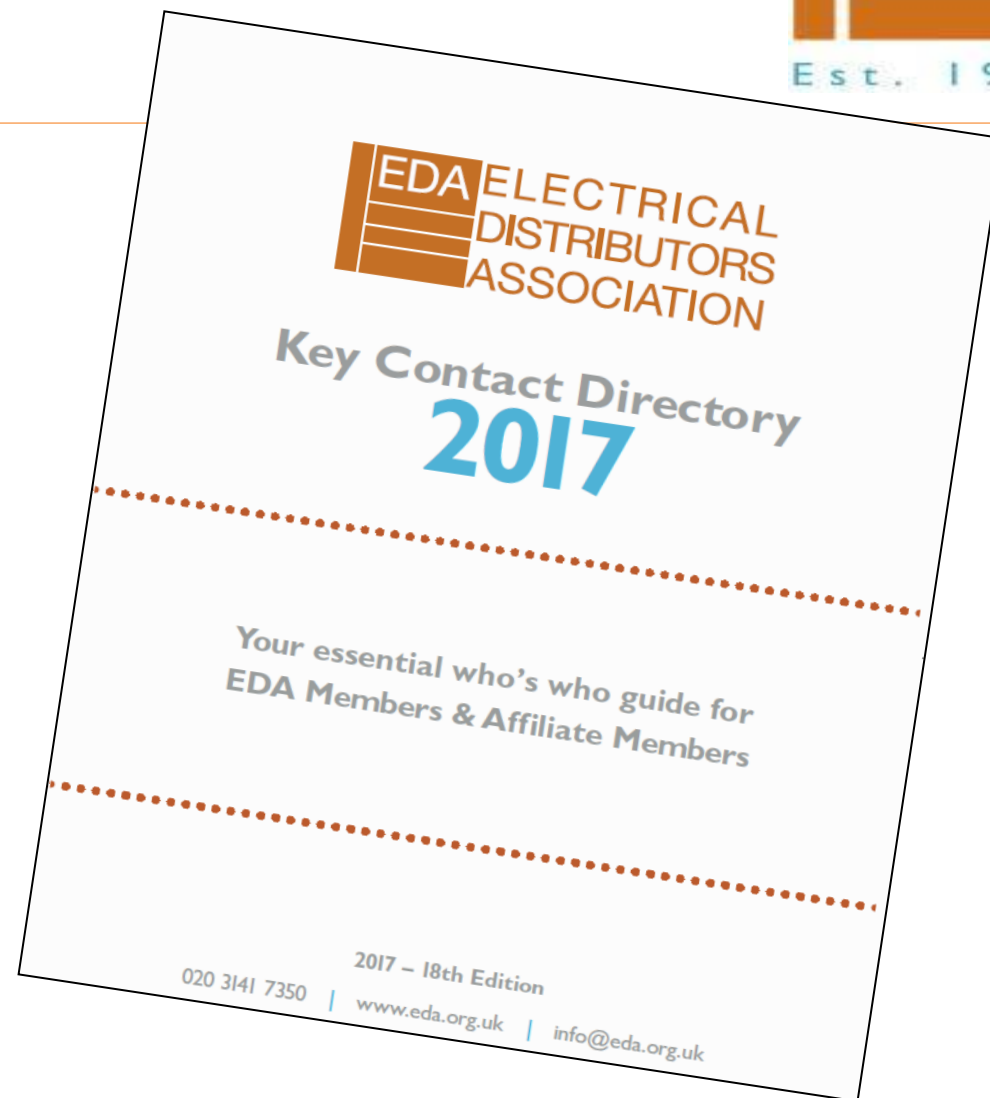 Est. 19
EDA ELECTRICAL
DISTRIBUTORS
ASSOCIATION
Key Contact Directory
2017
Your essential who's who guide for
EDA Members & Affiliate Members
2017 – 18th Edition
020 3141 7350 | www.eda.org.uk | info@eda.org.uk